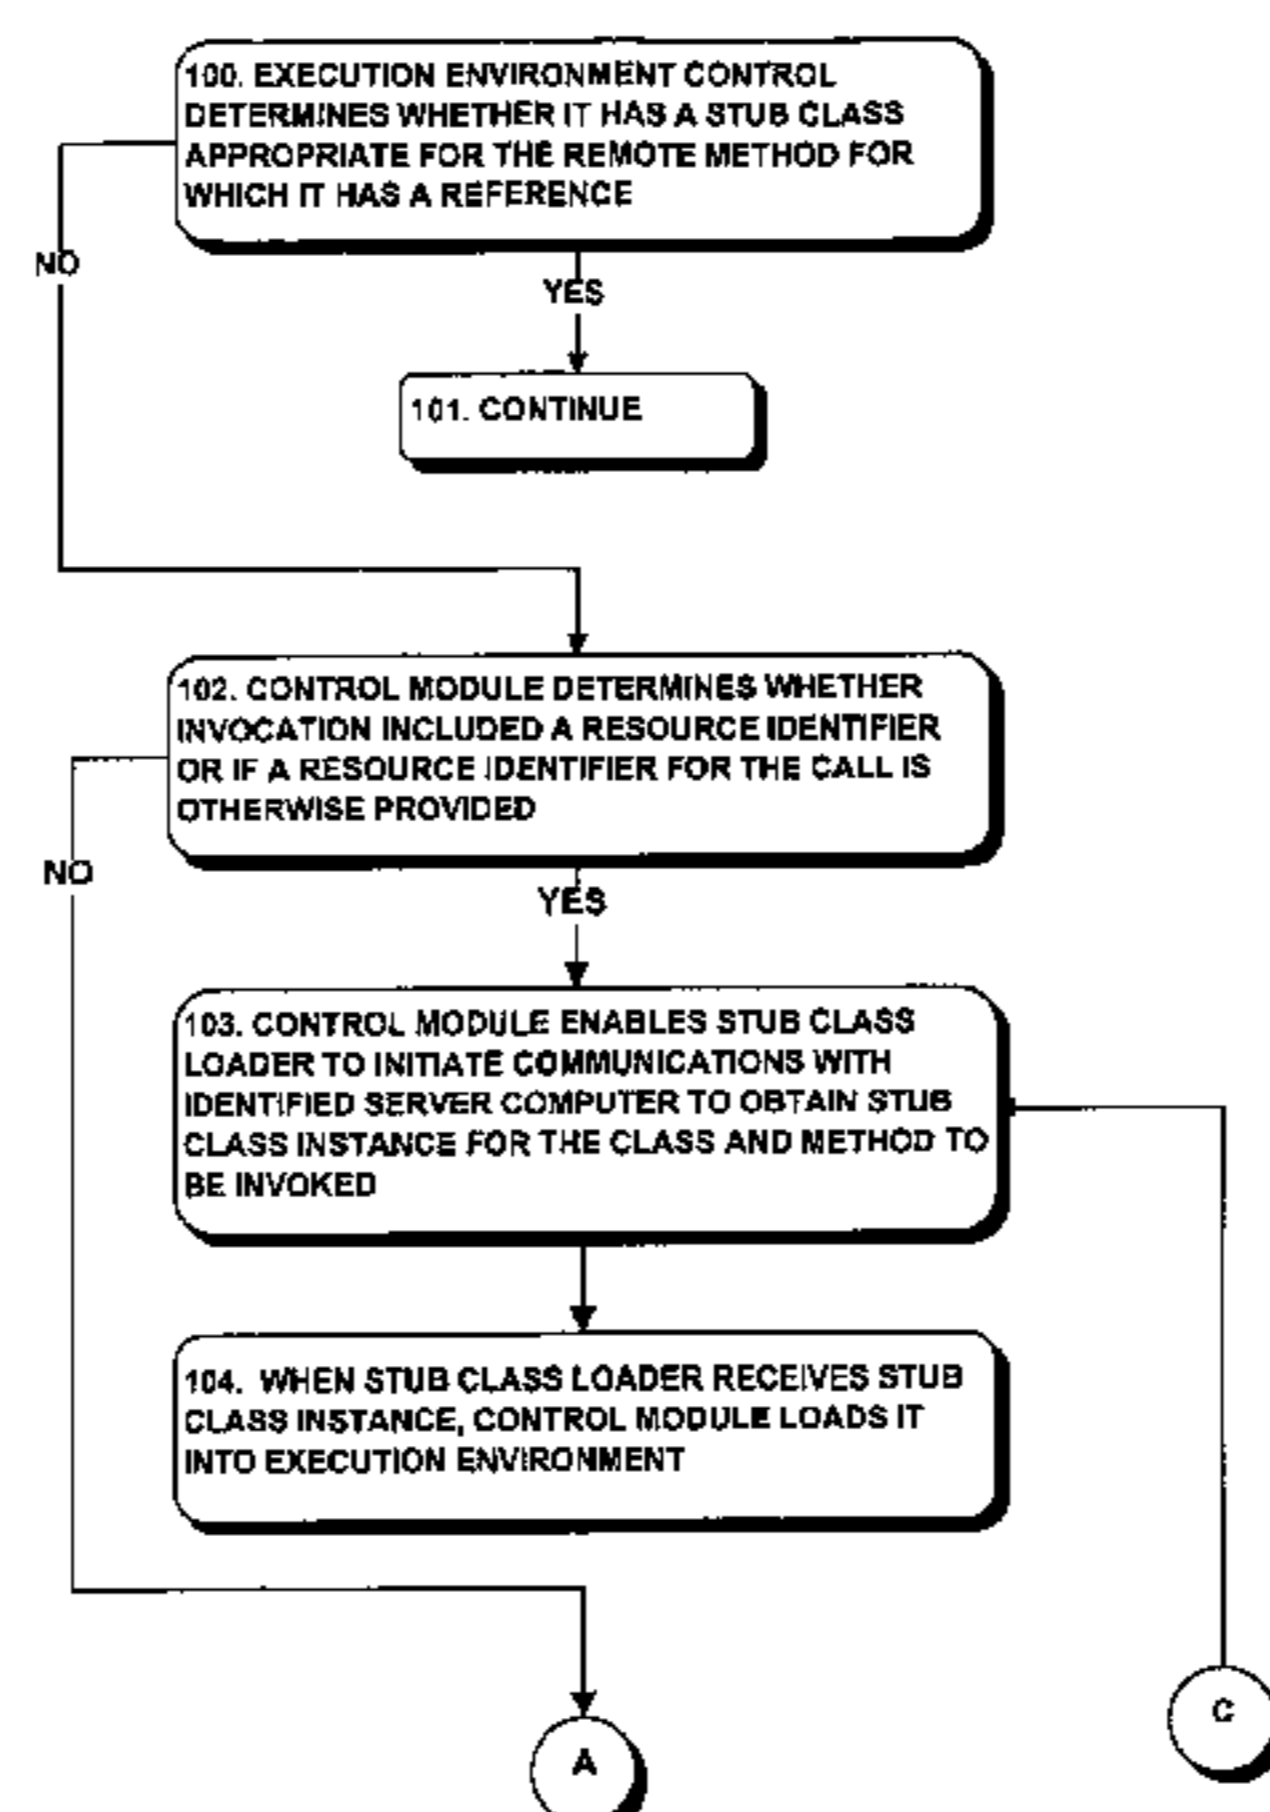 100. EXECUTION ENVIRONMENT CONTROL
DETERMINES WHETHER IT HAS A STUB CLASS
APPROPRIATE FOR THE REMOTE METHOD FOR
WHICH IT HAS A REFERENCE
NO
YES
101. CONTINUE
102. CONTROL MODULE DETERMINES WHETHER
INVOCATION INCLUDED A RESOURCE IDENTIFIER
OR IF A RESOURCE IDENTIFIER FOR THE CALL IS
OTHERWISE PROVIDED
NO
YES
103. CONTROL MODULE ENABLES STUB CLASS
LOADER TO INITIATE COMMUNICATIONS WITH
IDENTIFIED SERVER COMPUTER TO OBTAIN STUB
CLASS INSTANCE FOR THE CLASS AND METHOD TO
BE INVOKED
104. WHEN STUB CLASS LOADER RECEIVES STUB
CLASS INSTANCE, CONTROL MODULE LOADS IT
INTO EXECUTION ENVIRONMENT
C
A